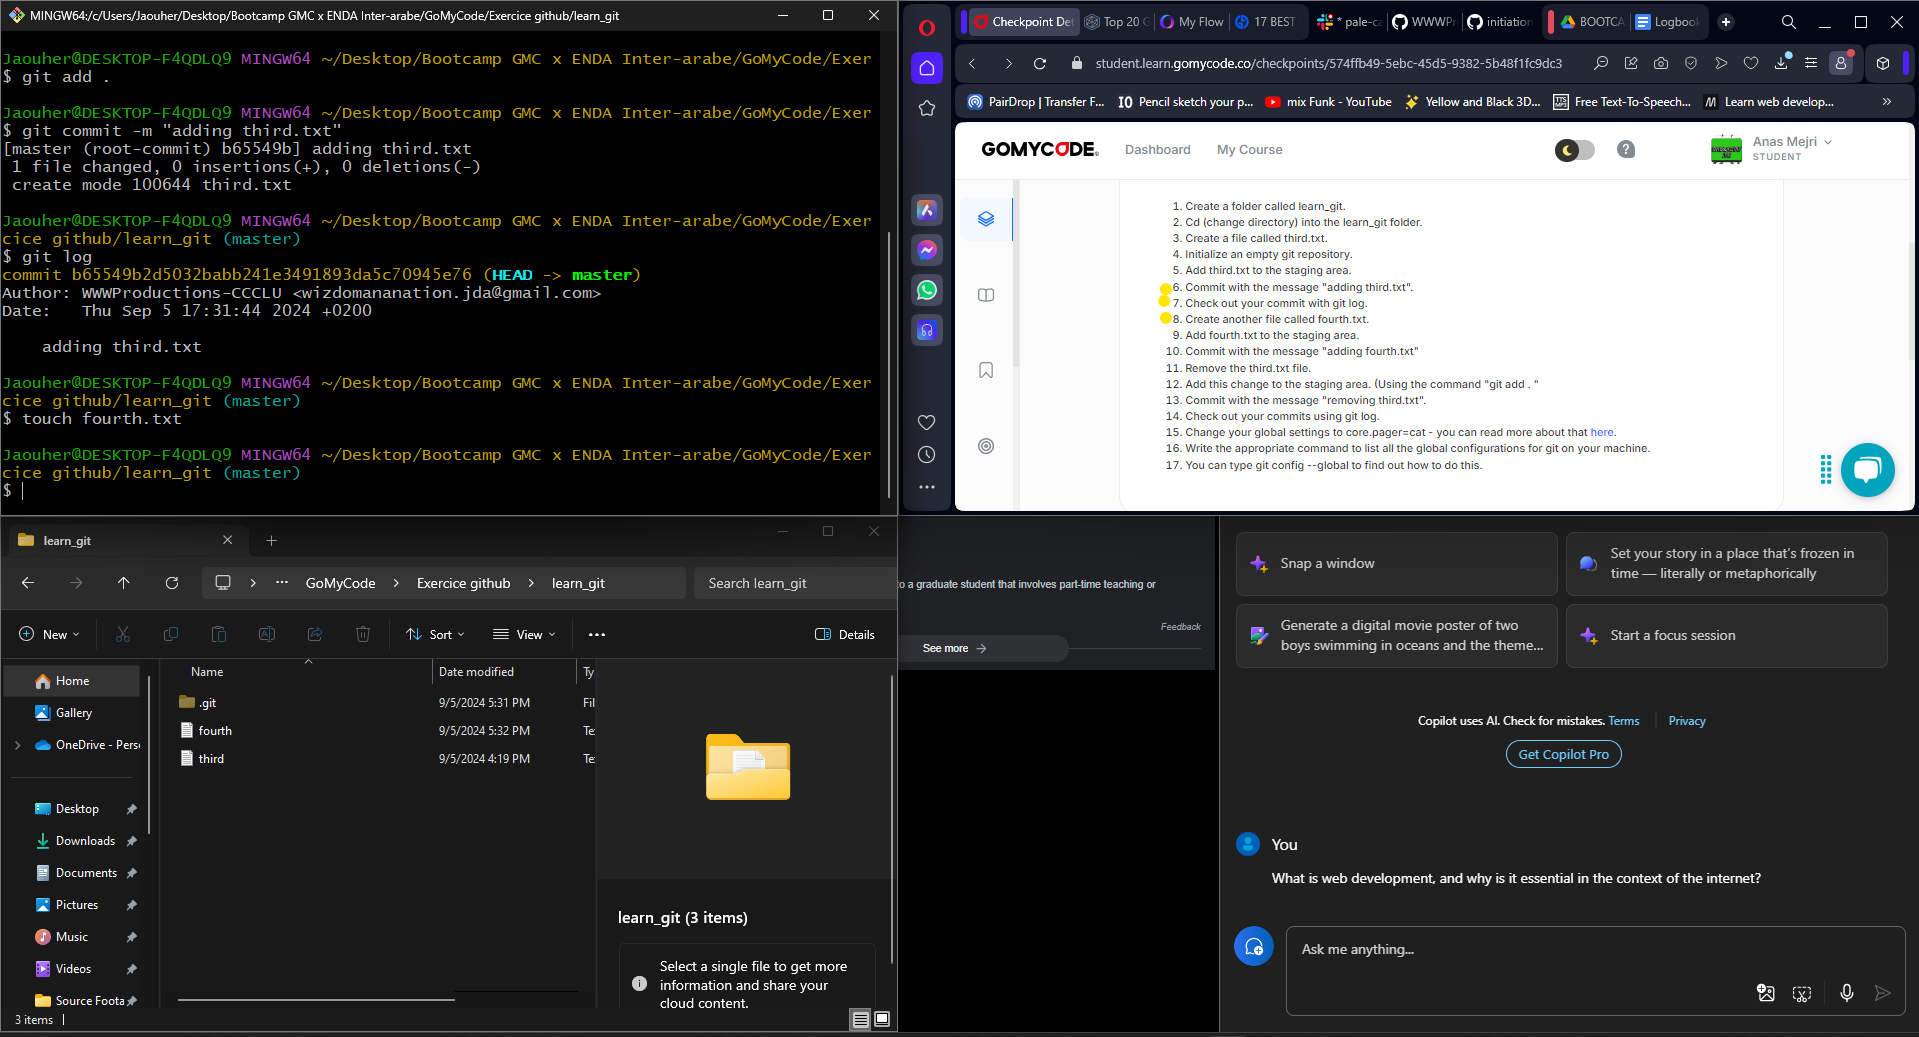 MINGW64:/c/Users/Jaouher/Desktop/Bootcamp GMC x ENDA Inter-arabe/GoMyCode/Exercice github/learn_git
Jaouher@DESKTOP-F4QDLQ9 MINGW64 ~/Desktop/Bootcamp GMC x ENDA Inter-arabe/GoMyCode/Exer
$ git add .
Jaouher@DESKTOP-F4QDLQ9 MINGW64 ~/Desktop/Bootcamp GMC x ENDA Inter-arabe/GoMyCode/Exer
$ git commit -m "adding third.txt"
[master (root-commit) b65549b] adding third.txt
1 file changed, 0 insertions(+), 0 deletions(-)
create mode 100644 third.txt
Jaouher@DESKTOP-F4QDLQ9 MINGW64 ~/Desktop/Bootcamp GMC x ENDA Inter-arabe/GoMyCode/Exer
cice github/learn_git (master)
$ git log
commit b65549b2d5032babb241e3491893da5c70945e76 (HEAD -> master)
Author: WWWProductions-CCCLU <wizdomananation.jda@gmail.com>
Date:   Thu Sep 5 17:31:44 2024 +0200
adding third.txt
Jaouher@DESKTOP-F4QDLQ9 MINGW64 ~/Desktop/Bootcamp GMC x ENDA Inter-arabe/GoMyCode/Exer
cice github/learn_git (master)
$ touch fourth.txt
Jaouher@DESKTOP-F4QDLQ9 MINGW64 ~/Desktop/Bootcamp GMC x ENDA Inter-arabe/GoMyCode/Exer
cice github/learn_git (master)
$
Checkpoint Det
Top 20 G
My Flow
17 BEST
* pale-ca
WWWPr
initiation
BOOTCA
Logbook
student.learn.gomycode.co/checkpoints/574ffb49-5ebc-45d5-9382-5b48f1fc9dc3
PairDrop | Transfer F...
IO Pencil sketch your p...
mix Funk - YouTube
Yellow and Black 3D...
TTS MP3 Free Text-To-Speech...
M Learn web develop...
GOMYCODE
Dashboard
My Course
Anas Mejri
STUDENT
1. Create a folder called learn_git.
2. Cd (change directory) into the learn_git folder.
3. Create a file called third.txt.
4. Initialize an empty git repository.
5. Add third.txt to the staging area.
6. Commit with the message "adding third.txt".
7. Check out your commit with git log.
8. Create another file called fourth.txt.
9. Add fourth.txt to the staging area.
10. Commit with the message "adding fourth.txt"
11. Remove the third.txt file.
12. Add this change to the staging area. (Using the command "git add . "
13. Commit with the message "removing third.txt".
14. Check out your commits using git log.
15. Change your global settings to core.pager=cat - you can read more about that here.
16. Write the appropriate command to list all the global configurations for git on your machine.
17. You can type git config --global to find out how to do this.
learn_git
GoMyCode > Exercice github > learn_git
Search learn_git
New
Sort
View
Details
Home
Gallery
OneDrive - Perso
Desktop
Downloads
Documents
Pictures
Music
Videos
Source Foota
Name
Date modified
Ty
.git 9/5/2024 5:31 PM Fil
fourth 9/5/2024 5:32 PM Te
third 9/5/2024 4:19 PM Te
learn_git (3 items)
Select a single file to get more
information and share your
cloud content.
3 items
to a graduate student that involves part-time teaching or
Feedback
See more
Snap a window
Set your story in a place that's frozen in
time — literally or metaphorically
Generate a digital movie poster of two
boys swimming in oceans and the theme...
Start a focus session
Copilot uses AI. Check for mistakes. Terms
Privacy
Get Copilot Pro
You
What is web development, and why is it essential in the context of the internet?
Ask me anything...